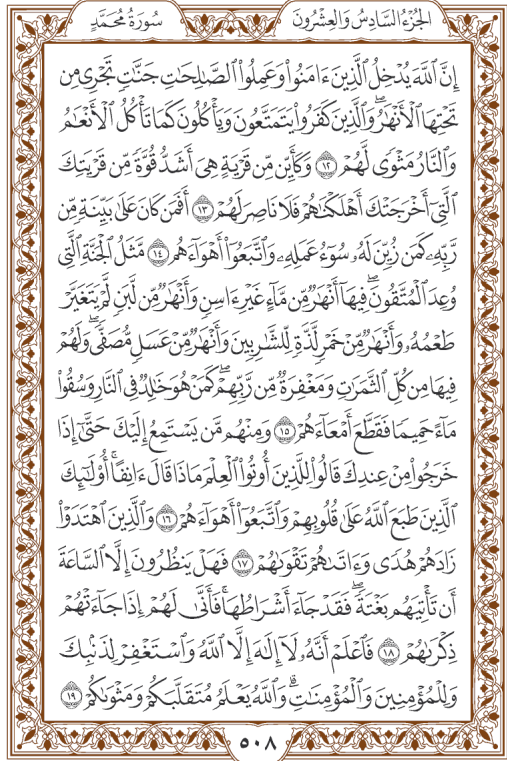 الجُزْءُ السَّادِسُ وَالعِشْرُونَ
سُورَةُ مُحَمَّدٍ
إِنَّ ٱللَّهَ يُدْخِلُ ٱلَّذِينَ ءَامَنُوا۟ وَعَمِلُوا۟ ٱلصَّٰلِحَٰتِ جَنَّٰتٍ تَجْرِى مِن
تَحْتِهَا ٱلْأَنْهَٰرُ ۖ وَٱلَّذِينَ كَفَرُوا۟ يَتَمَتَّعُونَ وَيَأْكُلُونَ كَمَا تَأْكُلُ ٱلْأَنْعَٰمُ
وَٱلنَّارُ مَثْوًى لَّهُمْ ١٢ وَكَأَيِّن مِّن قَرْيَةٍ هِىَ أَشَدُّ قُوَّةً مِّن قَرْيَتِكَ
ٱلَّتِىٓ أَخْرَجَتْكَ أَهْلَكْنَٰهُمْ فَلَا نَاصِرَ لَهُمْ ١٣ أَفَمَن كَانَ عَلَىٰ بَيِّنَةٍ مِّن
رَّبِّهِۦ كَمَن زُيِّنَ لَهُۥ سُوٓءُ عَمَلِهِۦ وَٱتَّبَعُوٓا۟ أَهْوَآءَهُم ١٤ مَّثَلُ ٱلْجَنَّةِ ٱلَّتِى
وُعِدَ ٱلْمُتَّقُونَ ۖ فِيهَآ أَنْهَٰرٌ مِّن مَّآءٍ غَيْرِ ءَاسِنٍ وَأَنْهَٰرٌ مِّن لَّبَنٍ لَّمْ يَتَغَيَّرْ
طَعْمُهُۥ وَأَنْهَٰرٌ مِّنْ خَمْرٍ لَّذَّةٍ لِّلشَّٰرِبِينَ وَأَنْهَٰرٌ مِّنْ عَسَلٍ مُّصَفًّى ۖ وَلَهُمْ
فِيهَا مِن كُلِّ ٱلثَّمَرَٰتِ وَمَغْفِرَةٌ مِّن رَّبِّهِمْ ۖ كَمَنْ هُوَ خَٰلِدٌ فِى ٱلنَّارِ وَسُقُوا۟
مَآءً حَمِيمًا فَقَطَّعَ أَمْعَآءَهُمْ ١٥ وَمِنْهُم مَّن يَسْتَمِعُ إِلَيْكَ حَتَّىٰٓ إِذَا
خَرَجُوا۟ مِنْ عِندِكَ قَالُوا۟ لِلَّذِينَ أُوتُوا۟ ٱلْعِلْمَ مَاذَا قَالَ ءَانِفًا ۚ أُو۟لَٰٓئِكَ
ٱلَّذِينَ طَبَعَ ٱللَّهُ عَلَىٰ قُلُوبِهِمْ وَٱتَّبَعُوٓا۟ أَهْوَآءَهُمْ ١٦ وَٱلَّذِينَ ٱهْتَدَوْا۟
زَادَهُمْ هُدًى وَءَاتَىٰهُمْ تَقْوَىٰهُمْ ١٧ فَهَلْ يَنظُرُونَ إِلَّا ٱلسَّاعَةَ
أَن تَأْتِيَهُم بَغْتَةً ۖ فَقَدْ جَآءَ أَشْرَاطُهَا ۚ فَأَنَّىٰ لَهُمْ إِذَا جَآءَتْهُمْ
ذِكْرَىٰهُمْ ١٨ فَٱعْلَمْ أَنَّهُۥ لَآ إِلَٰهَ إِلَّا ٱللَّهُ وَٱسْتَغْفِرْ لِذَنۢبِكَ
وَلِلْمُؤْمِنِينَ وَٱلْمُؤْمِنَٰتِ ۗ وَٱللَّهُ يَعْلَمُ مُتَقَلَّبَكُمْ وَمَثْوَىٰكُمْ ١٩
٥٠٨